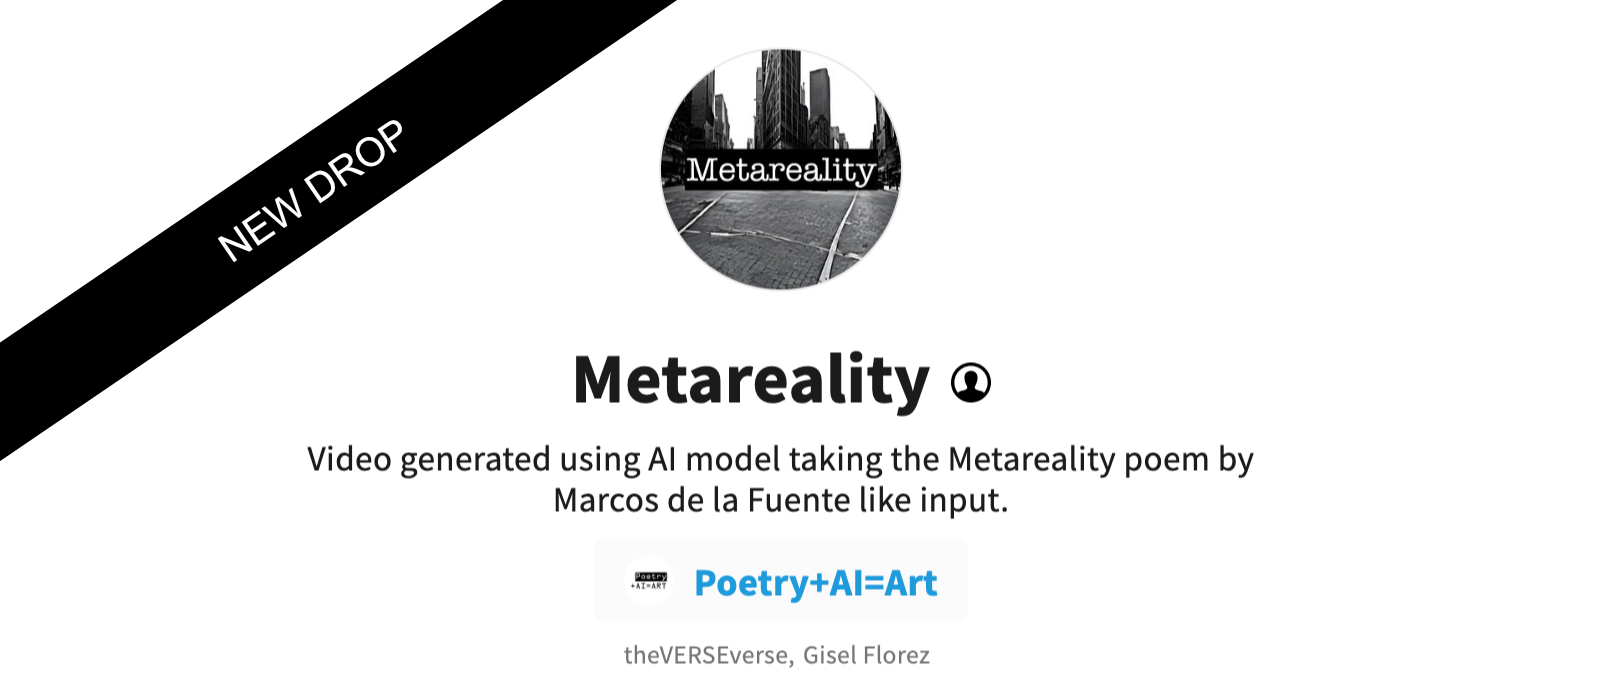 NEW DROP
Metareality
Metareality
Video generated using AI model taking the Metareality poem by
Marcos de la Fuente like input.
Poetry
+AI=ART
Poetry+AI=Art
theVERSEverse, Gisel Florez